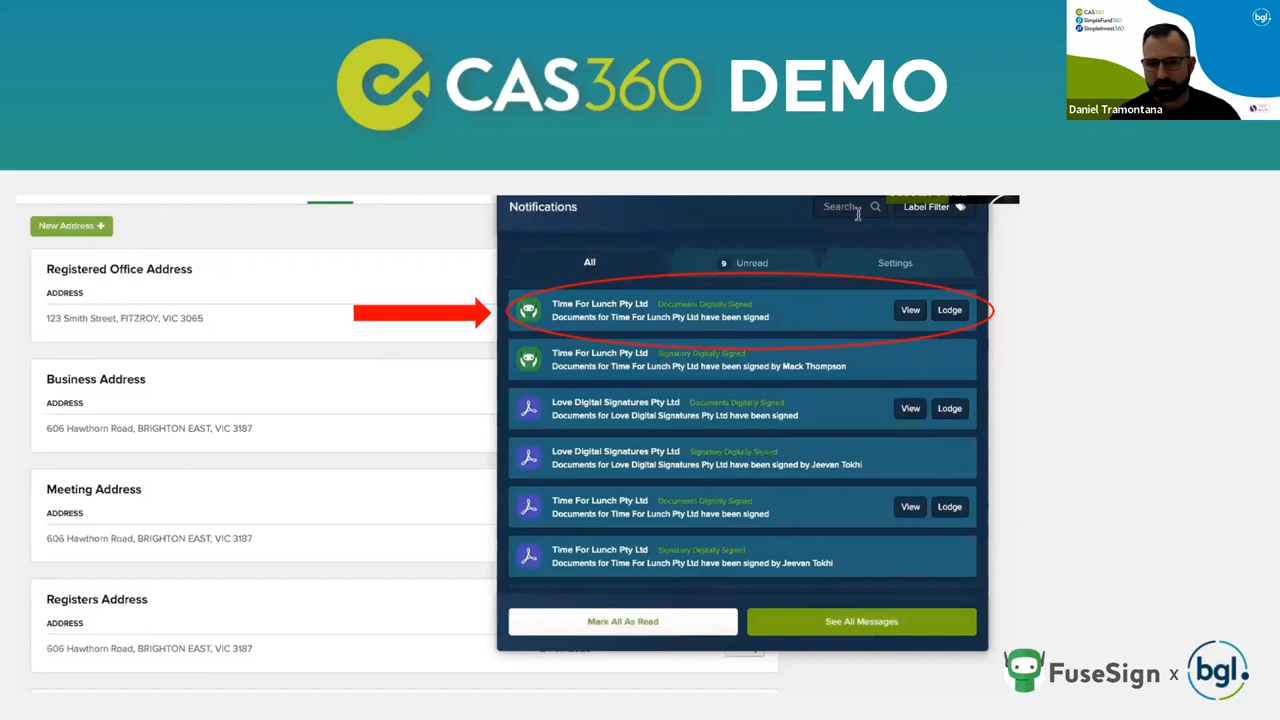 CAS360 DEMO
CAS360
SimpleFund360
SimpleInvest360
bgl.
Daniel Tramontana
Notifications
Search...
Label Filter
New Address +
All
9 Unread
Settings
Registered Office Address
ADDRESS
123 Smith Street, FITZROY, VIC 3065
Time For Lunch Pty Ltd Documents Digitally Signed
Documents for Time For Lunch Pty Ltd have been signed
View Lodge
Time For Lunch Pty Ltd Signatory Digitally Signed
Documents for Time For Lunch Pty Ltd have been signed by Mack Thompson
Business Address
ADDRESS
606 Hawthorn Road, BRIGHTON EAST, VIC 3187
Love Digital Signatures Pty Ltd Documents Digitally Signed
Documents for Love Digital Signatures Pty Ltd have been signed
View Lodge
Love Digital Signatures Pty Ltd Signatory Digitally Signed
Documents for Love Digital Signatures Pty Ltd have been signed by Jeevan Tokhi
Meeting Address
ADDRESS
606 Hawthorn Road, BRIGHTON EAST, VIC 3187
Time For Lunch Pty Ltd Documents Digitally Signed
Documents for Time For Lunch Pty Ltd have been signed
View Lodge
Time For Lunch Pty Ltd Signatory Digitally Signed
Documents for Time For Lunch Pty Ltd have been signed by Jeevan Tokhi
Registers Address
ADDRESS
606 Hawthorn Road, BRIGHTON EAST, VIC 3187
Mark All As Read
See All Messages
FuseSign x bgl.